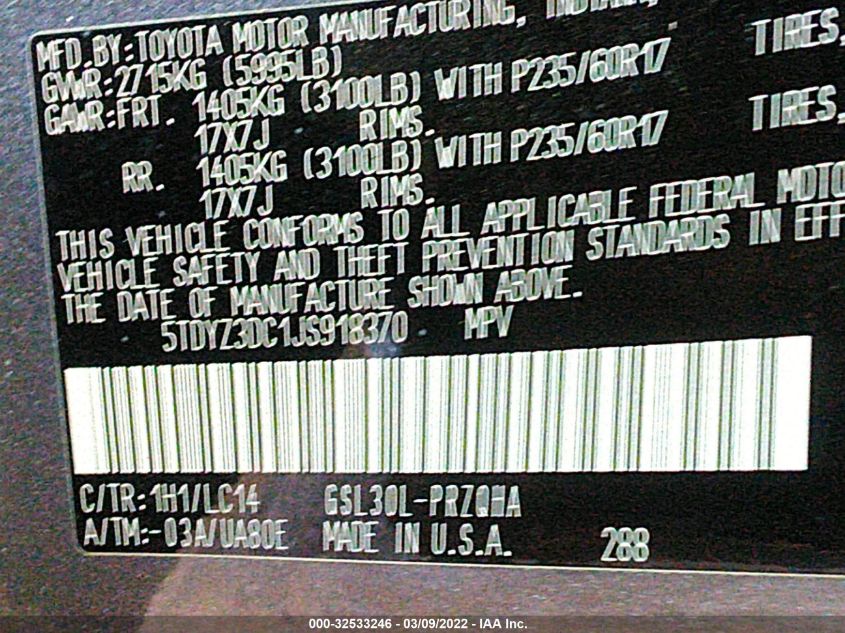 MFD.BY:TOYOTA MOTOR MANUFACTURING,
GVWR:2715KG (5995LB)
GAWR:FRT. 1405KG (3100LB) WITH P235/60R17 TIRES,
17X7J RIMS.
RR. 1405KG (3100LB) WITH P235/60R17 TIRES,
17X7J RIMS.
THIS VEHICLE CONFORMS TO ALL APPLICABLE FEDERAL MOTO
VEHICLE SAFETY AND THEFT PREVENTION STANDARDS IN EFF
THE DATE OF MANUFACTURE SHOWN ABOVE.
5TDYZ3DC1JS918370 MPV
C/TR:1H1/LC14 GSL30L-PRZQHA
A/TM:-03A/UA80E MADE IN U.S.A. 288
000-32533246 - 03/09/2022 - IAA Inc.